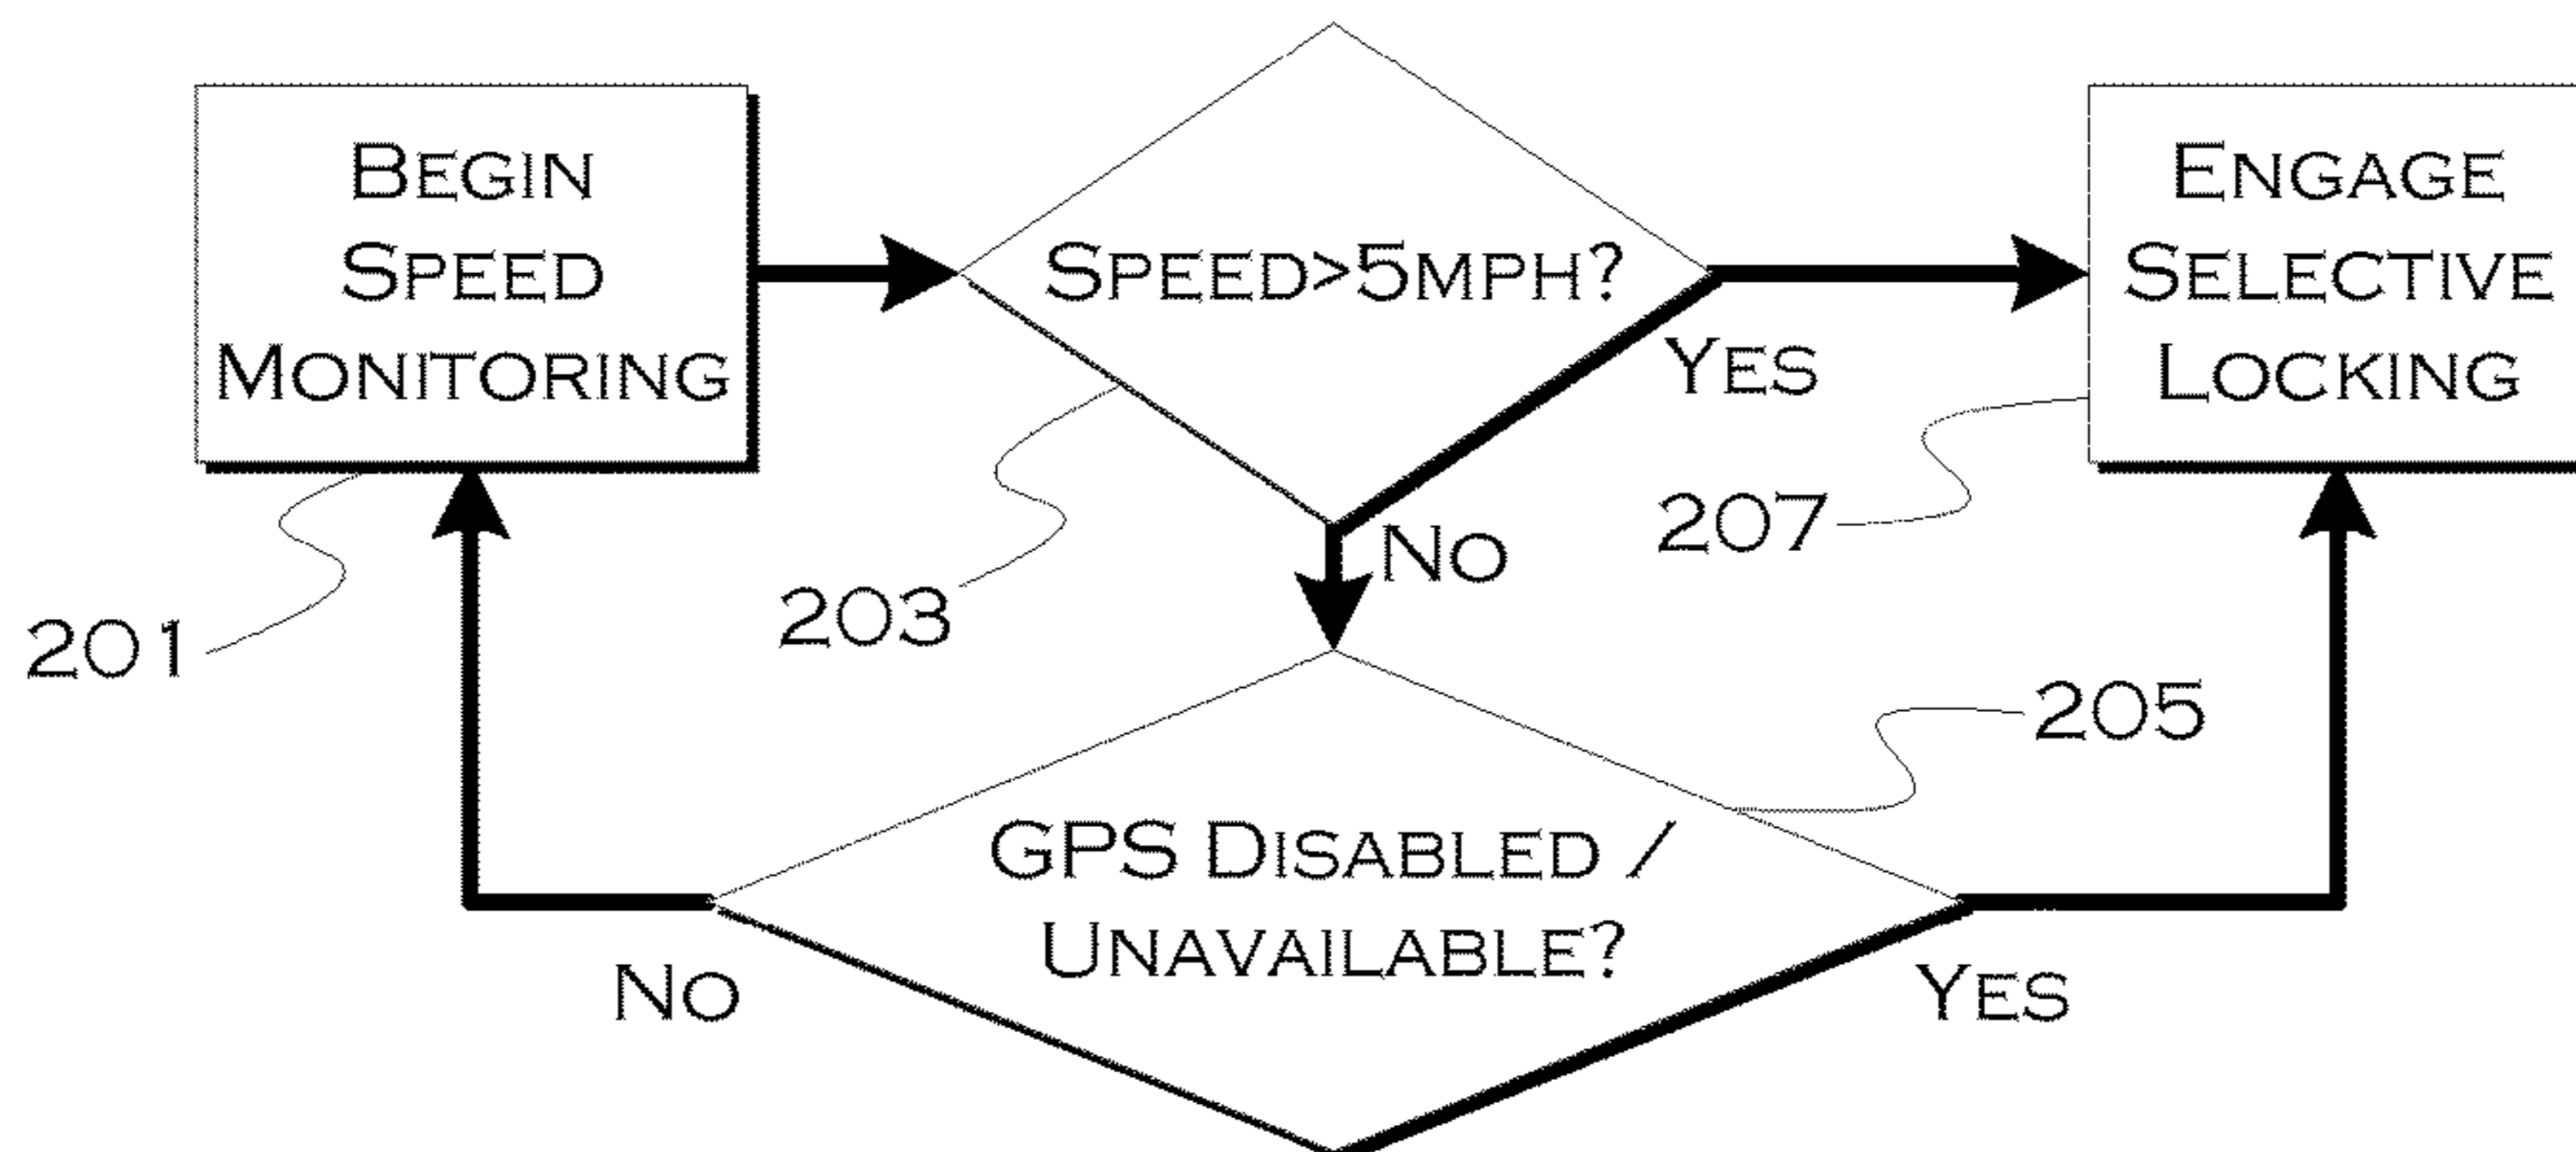 BEGIN
SPEED
MONITORING
SPEED>5MPH?
YES
ENGAGE
SELECTIVE
LOCKING
201
203
NO
207
205
GPS DISABLED /
UNAVAILABLE?
NO
YES